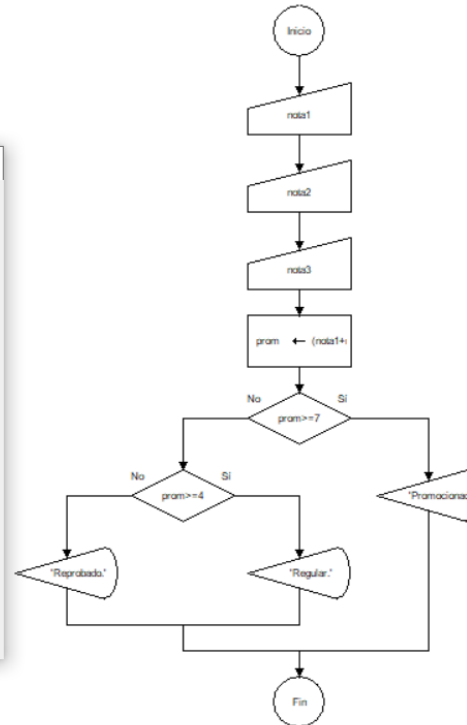 Inicio
nota1
nota2
nota3
prom ← (nota1+
No Sí
prom>=7
No Sí
prom>=4
"Promocionad
"Reprobado."
"Regular."
Fin